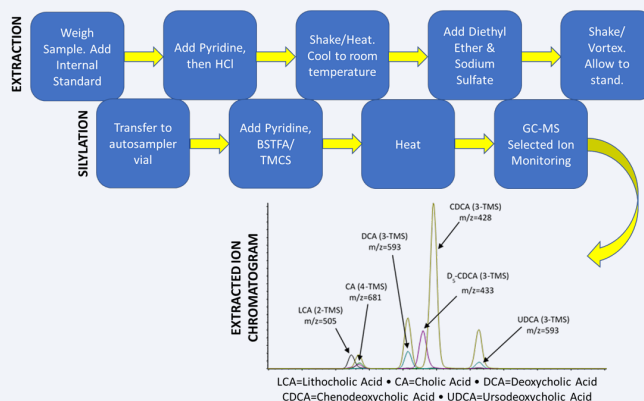 EXTRACTION
Weigh
Sample. Add
Internal
Standard
Add Pyridine,
then HCl
Shake/Heat.
Cool to room
temperature
Add Diethyl
Ether &
Sodium
Sulfate
Shake/
Vortex.
Allow to
stand.
SILYLATION
Transfer to
autosampler
vial
Add Pyridine,
BSTFA/
TMCS
Heat
GC-MS
Selected Ion
Monitoring
EXTRACTED ION
CHROMATOGRAM
CDCA (3-TMS)
m/z=428
DCA (3-TMS)
m/z=593
D5-CDCA (3-TMS)
m/z=433
CA (4-TMS)
m/z=681
LCA (2-TMS)
m/z=505
UDCA (3-TMS)
m/z=593
LCA=Lithocholic Acid • CA=Cholic Acid • DCA=Deoxycholic Acid
CDCA=Chenodeoxycholic Acid • UDCA=Ursodeoxycholic Acid